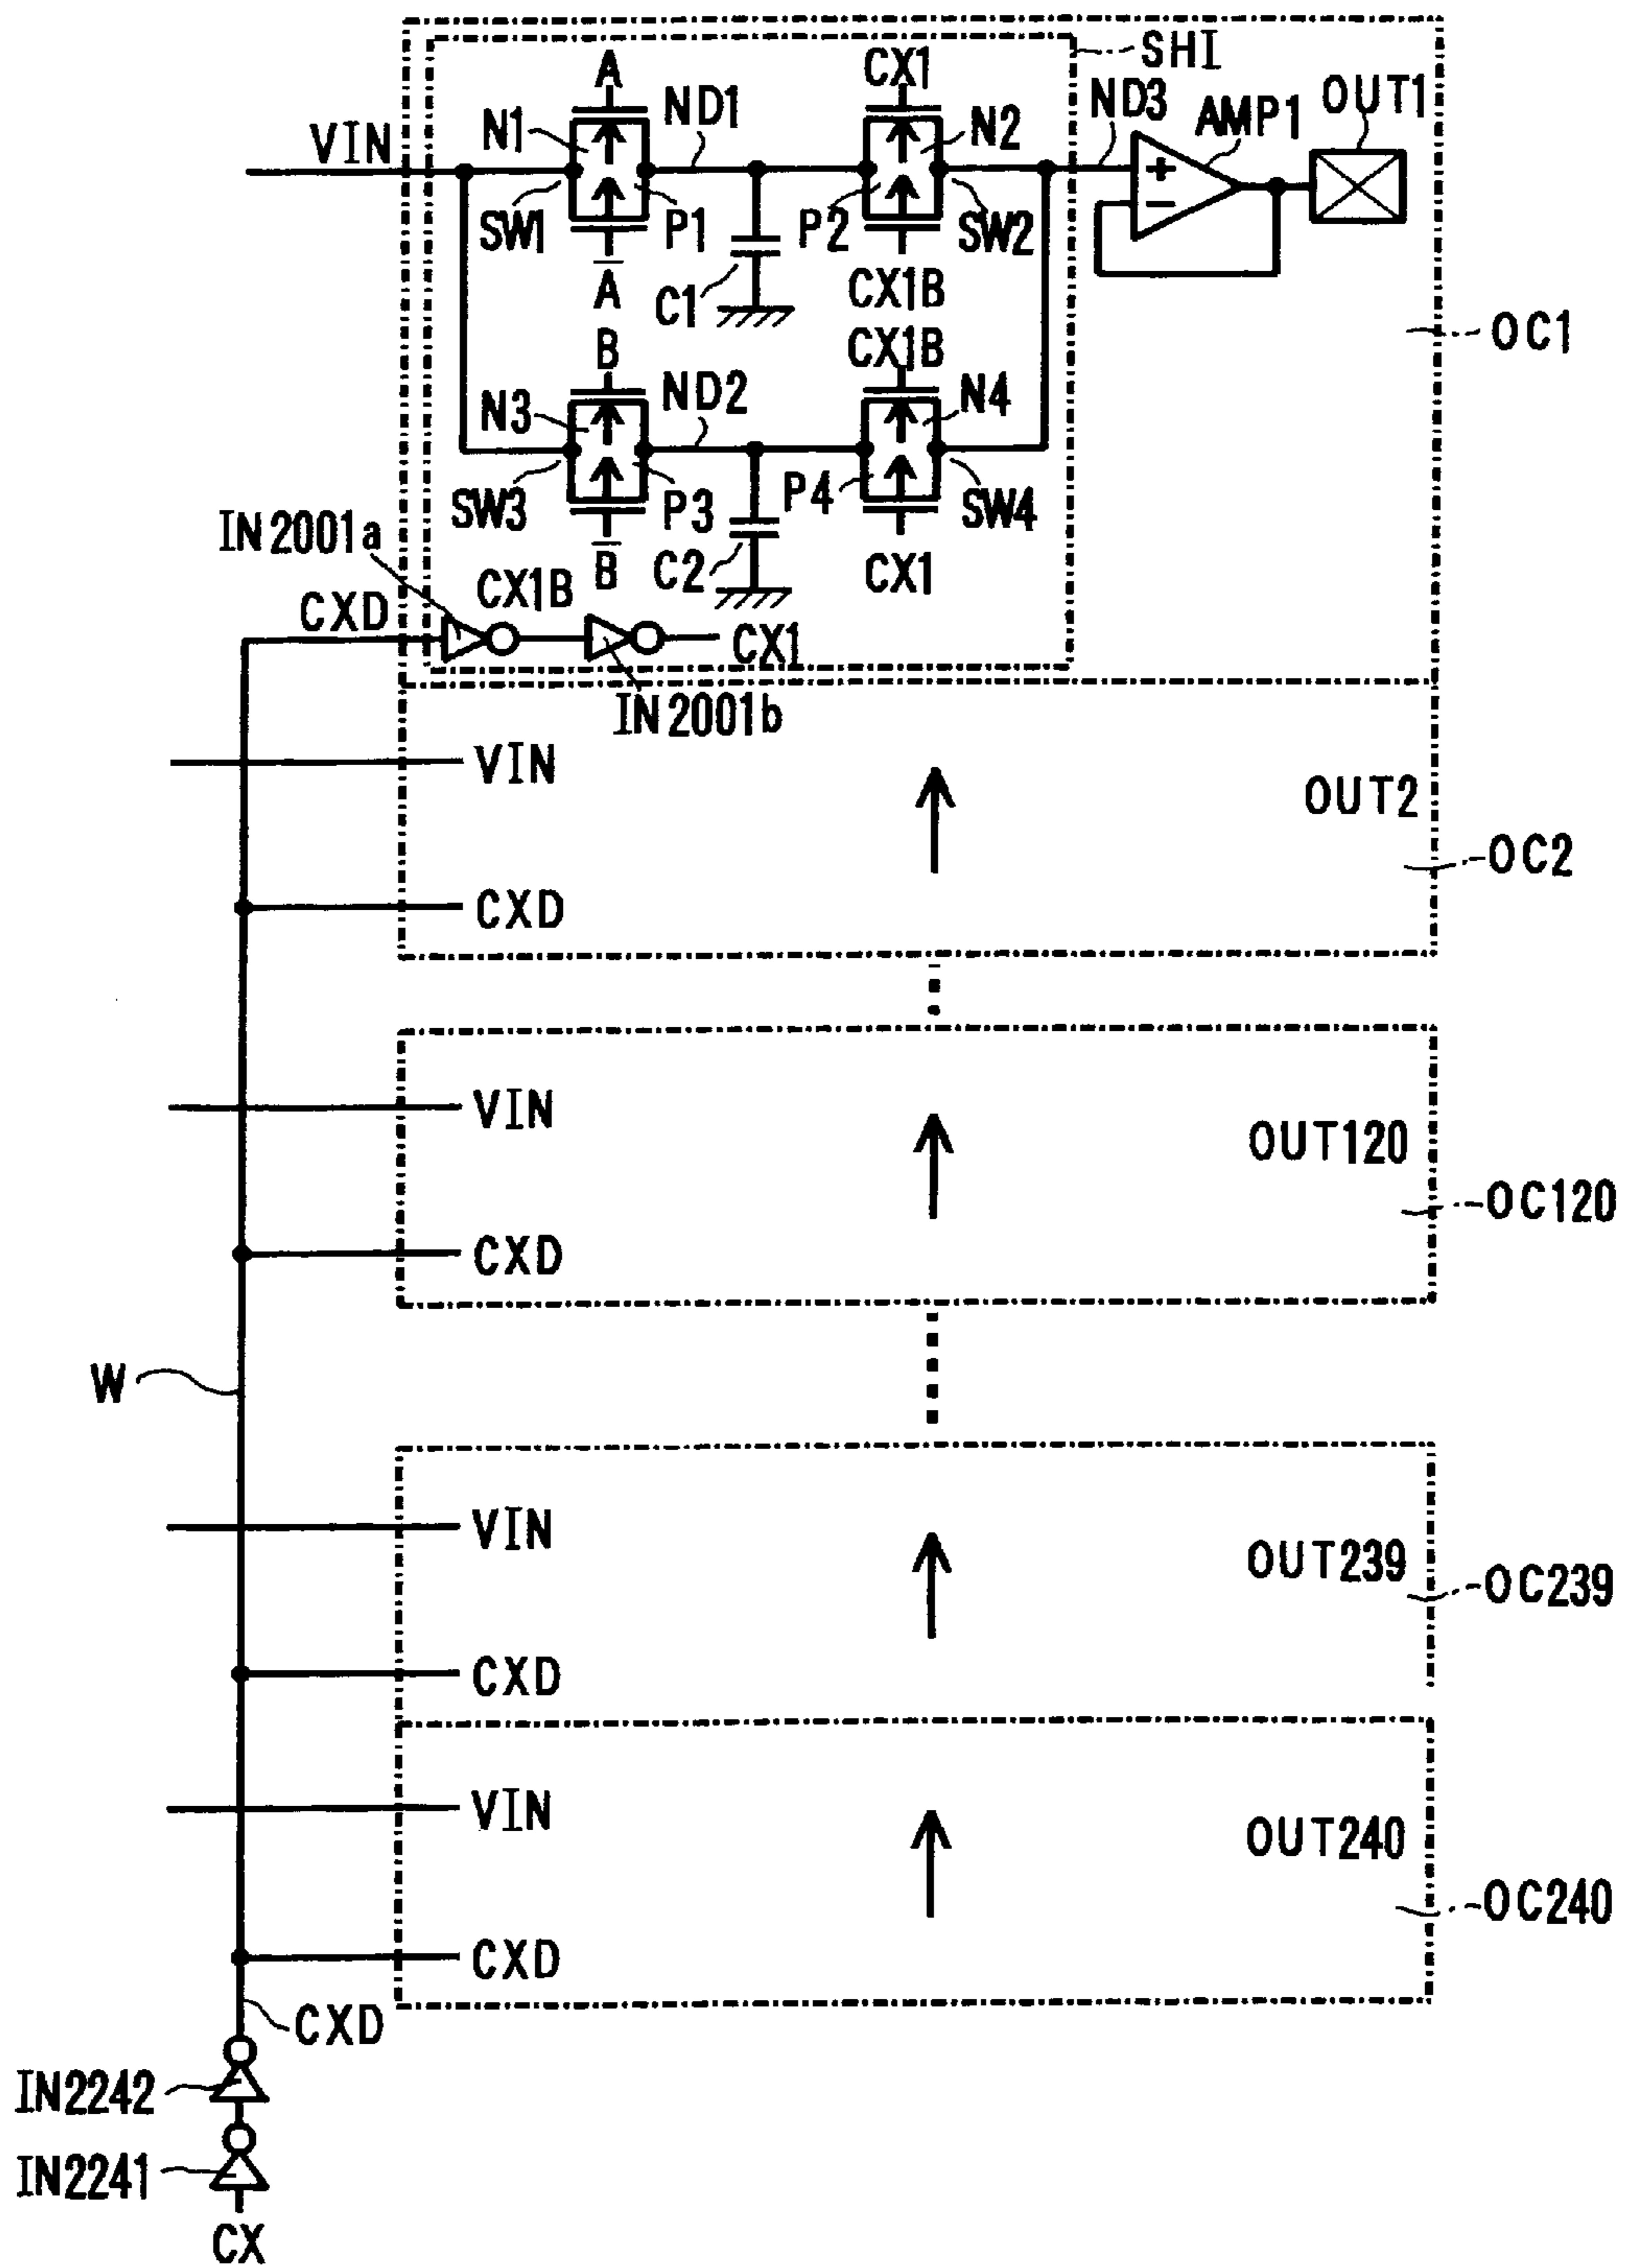 A
CX1
SHI
ND1
ND3
OUT1
N1
N2
AMP1
VIN
+
−
SW1
P1
P2
SW2
A̅
C1
CX1B
OC1
B
CX1B
N3
ND2
N4
SW3
P3
P4
SW4
IN2001a
B̅
C2
CX1
CX1B
CXD
CX1
IN2001b
VIN
OUT2
OC2
CXD
VIN
OUT120
OC120
CXD
W
VIN
OUT239
OC239
CXD
VIN
OUT240
OC240
CXD
CXD
IN2242
IN2241
CX